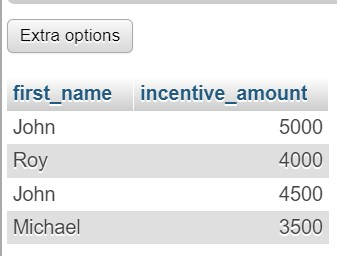 Extra options
first_name incentive_amount
John 5000
Roy 4000
John 4500
Michael 3500